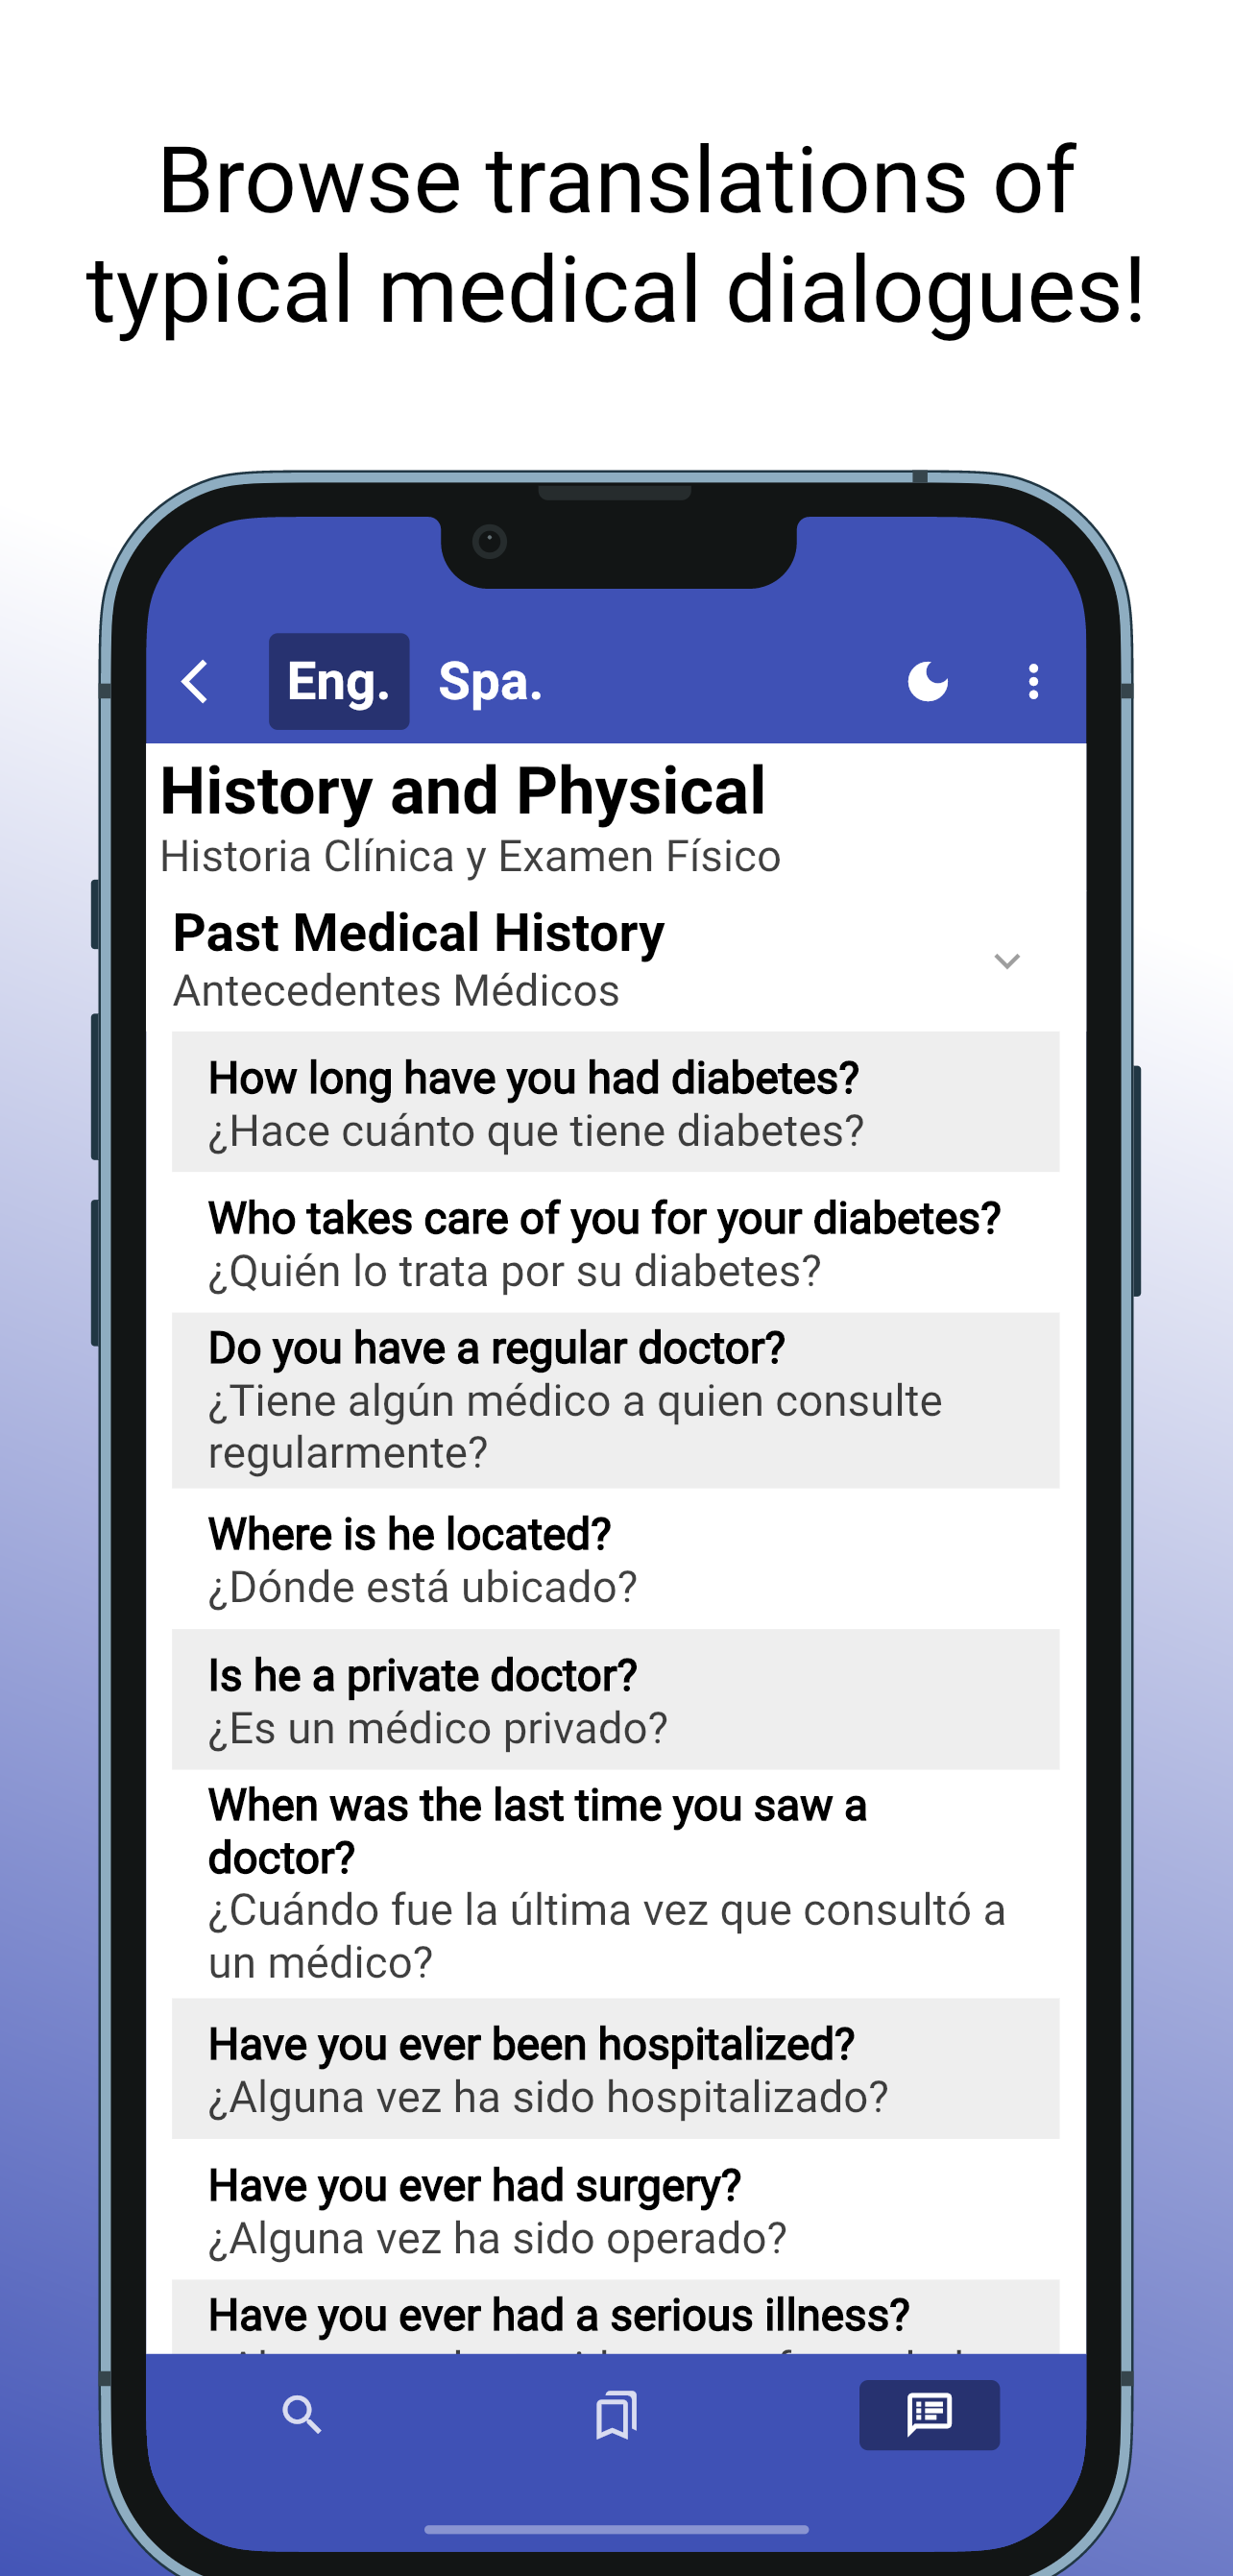 Browse translations of
typical medical dialogues!
Eng. Spa.
History and Physical
Historia Clínica y Examen Físico
Past Medical History
Antecedentes Médicos
How long have you had diabetes?
¿Hace cuánto que tiene diabetes?
Who takes care of you for your diabetes?
¿Quién lo trata por su diabetes?
Do you have a regular doctor?
¿Tiene algún médico a quien consulte
regularmente?
Where is he located?
¿Dónde está ubicado?
Is he a private doctor?
¿Es un médico privado?
When was the last time you saw a
doctor?
¿Cuándo fue la última vez que consultó a
un médico?
Have you ever been hospitalized?
¿Alguna vez ha sido hospitalizado?
Have you ever had surgery?
¿Alguna vez ha sido operado?
Have you ever had a serious illness?